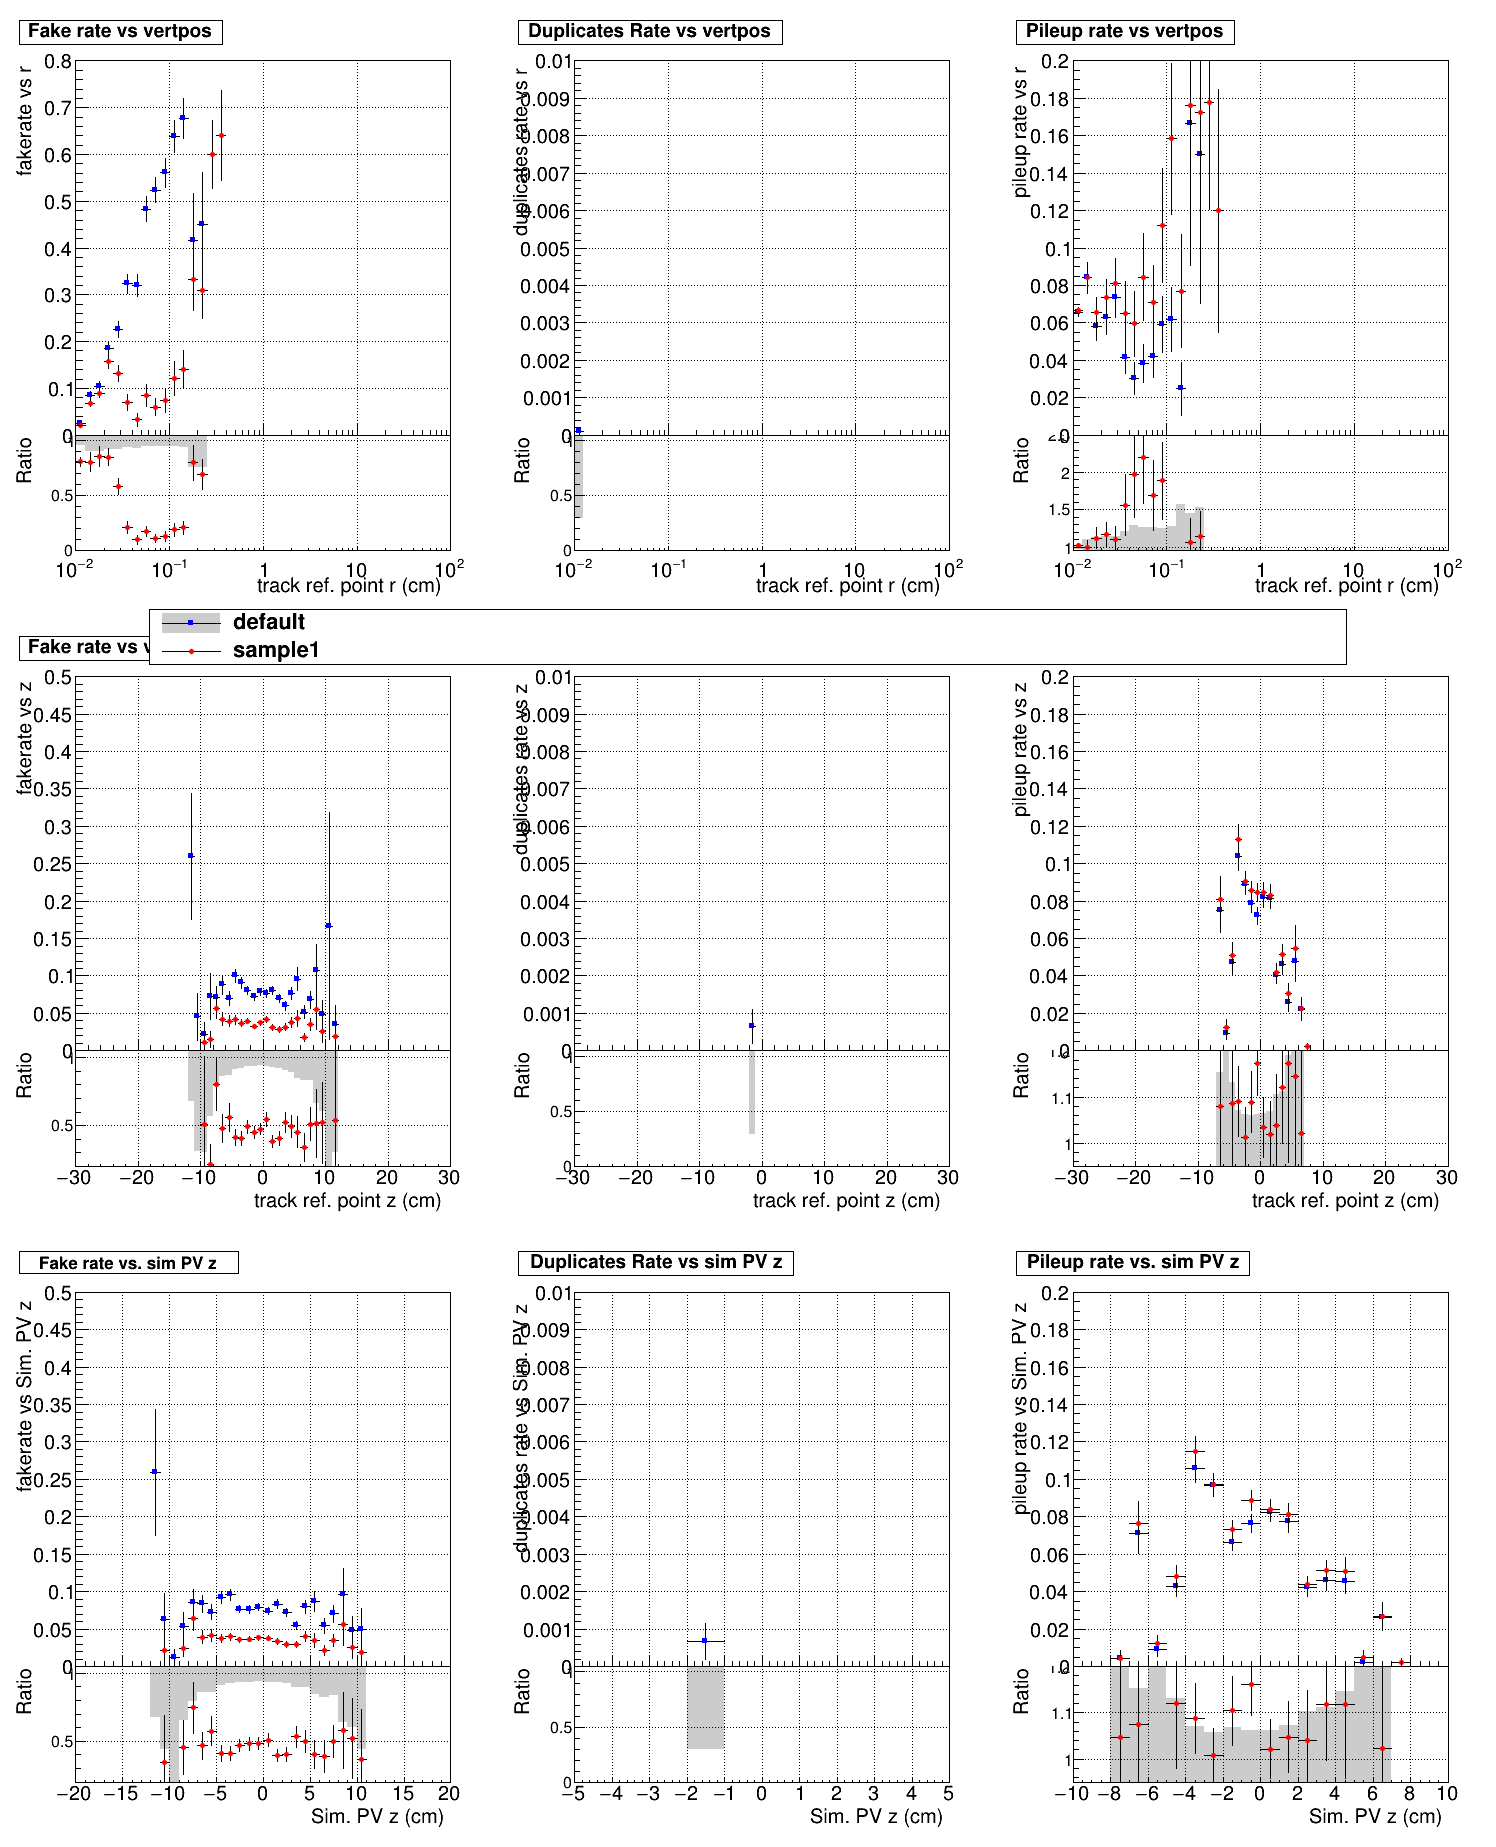 Fake rate vs vertpos
Duplicates Rate vs vertpos
Pileup rate vs vertpos
fakerate vs r
0.8
0.7
0.6
0.5
0.4
0.3
0.2
0.1
0
Ratio
0.5
0
10⁻² 10⁻¹ 1 10 10²
track ref. point r (cm)
duplicates rate vs r
0.01
0.009
0.008
0.007
0.006
0.005
0.004
0.003
0.002
0.001
0
Ratio
0.5
0
10⁻² 10⁻¹ 1 10 10²
track ref. point r (cm)
pileup rate vs r
0.2
0.18
0.16
0.14
0.12
0.1
0.08
0.06
0.04
0.02
0
Ratio
2
1.5
1
10⁻² 10⁻¹ 1 10 10²
track ref. point r (cm)
default
sample1
Fake rate vs
fakerate vs z
0.5
0.45
0.4
0.35
0.3
0.25
0.2
0.15
0.1
0.05
0
Ratio
1
0.5
−30 −20 −10 0 10 20 30
track ref. point z (cm)
duplicates rate vs z
0.01
0.009
0.008
0.007
0.006
0.005
0.004
0.003
0.002
0.001
0
Ratio
0.5
0
−30 −20 −10 0 10 20 30
track ref. point z (cm)
pileup rate vs z
0.2
0.18
0.16
0.14
0.12
0.1
0.08
0.06
0.04
0.02
0
Ratio
1.1
1
−30 −20 −10 0 10 20 30
track ref. point z (cm)
Fake rate vs. sim PV z
Duplicates Rate vs sim PV z
Pileup rate vs. sim PV z
fakerate vs Sim. PV z
0.5
0.45
0.4
0.35
0.3
0.25
0.2
0.15
0.1
0.05
0
Ratio
1
0.5
−20 −15 −10 −5 0 5 10 15 20
Sim. PV z (cm)
duplicates rate vs Sim. PV z
0.01
0.009
0.008
0.007
0.006
0.005
0.004
0.003
0.002
0.001
0
Ratio
0.5
0
−5 −4 −3 −2 −1 0 1 2 3 4 5
Sim. PV z (cm)
pileup rate vs Sim. PV z
0.2
0.18
0.16
0.14
0.12
0.1
0.08
0.06
0.04
0.02
0
Ratio
1.1
1
−10 −8 −6 −4 −2 0 2 4 6 8 10
Sim. PV z (cm)